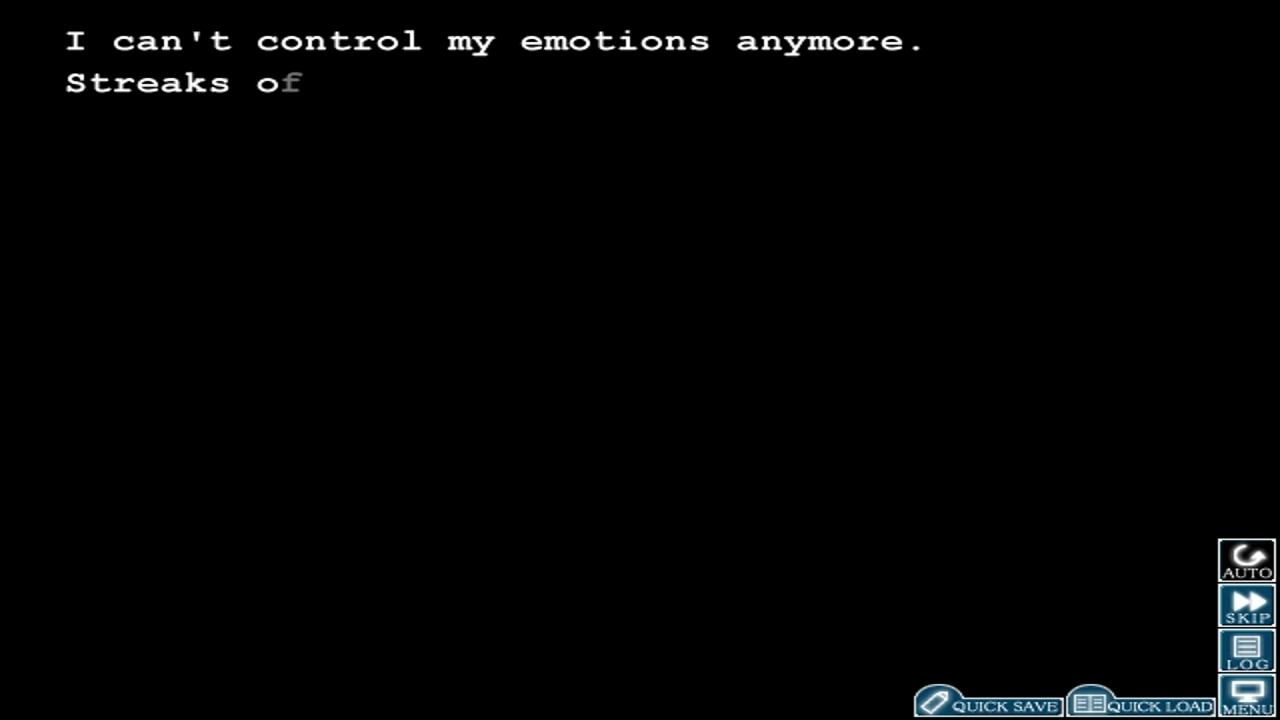 I can't control my emotions anymore.
Streaks of
AUTO
SKIP
LOG
QUICK SAVE
QUICK LOAD
MENU